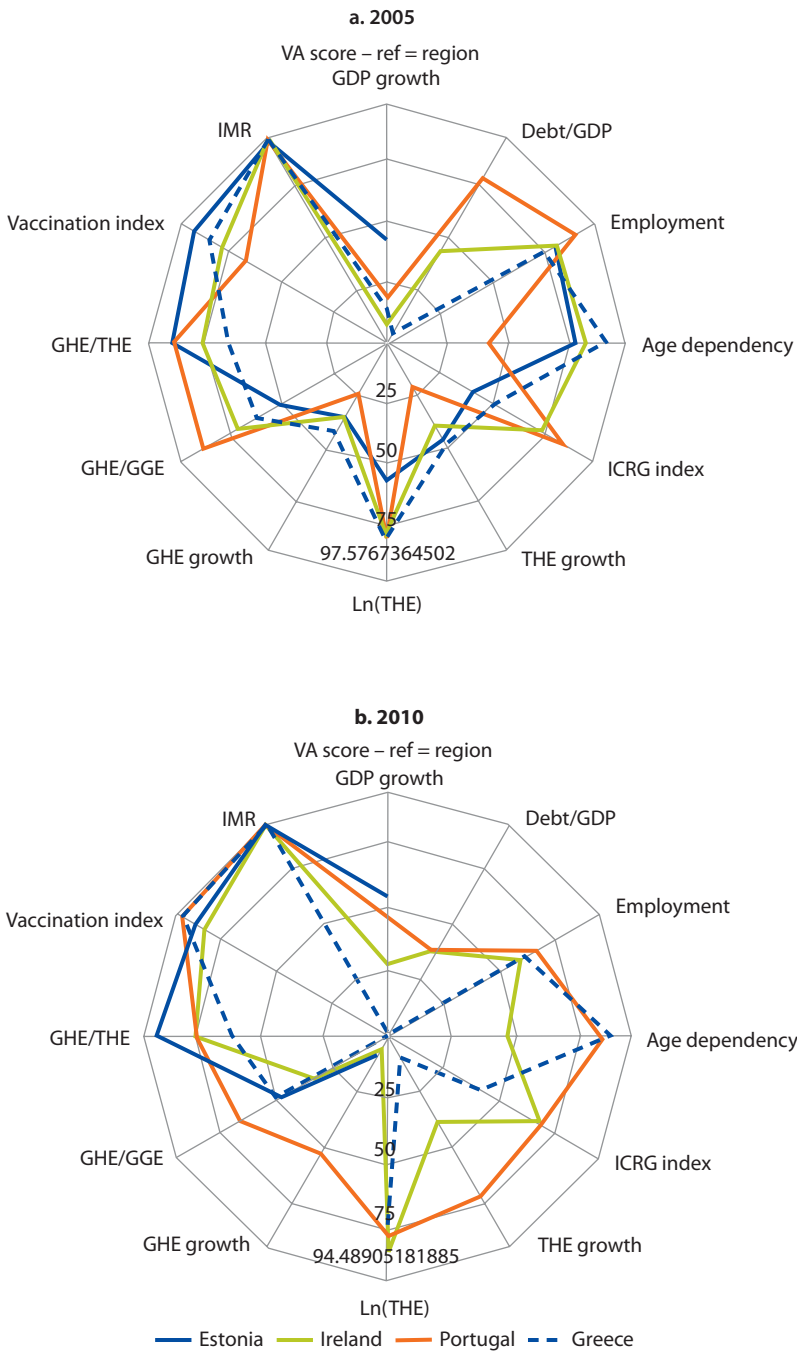 a. 2005
VA score – ref = region
GDP growth
IMR
Debt/GDP
Vaccination index
Employment
GHE/THE
Age dependency
25
50
GHE/GGE
ICRG index
75
97.5767364502
GHE growth
THE growth
Ln(THE)
b. 2010
VA score – ref = region
GDP growth
IMR
Debt/GDP
Vaccination index
Employment
GHE/THE
Age dependency
25
50
GHE/GGE
ICRG index
75
GHE growth
THE growth
94.48905181885
Ln(THE)
Estonia Ireland Portugal Greece